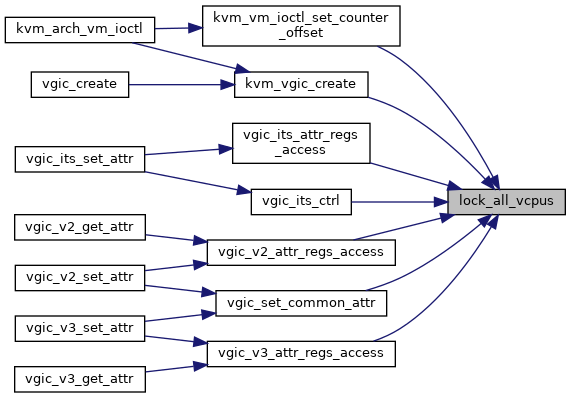 kvm_arch_vm_ioctl
kvm_vm_ioctl_set_counter
_offset
vgic_create
kvm_vgic_create
vgic_its_attr_regs
_access
vgic_its_set_attr
vgic_its_ctrl
lock_all_vcpus
vgic_v2_get_attr
vgic_v2_attr_regs_access
vgic_v2_set_attr
vgic_set_common_attr
vgic_v3_set_attr
vgic_v3_attr_regs_access
vgic_v3_get_attr